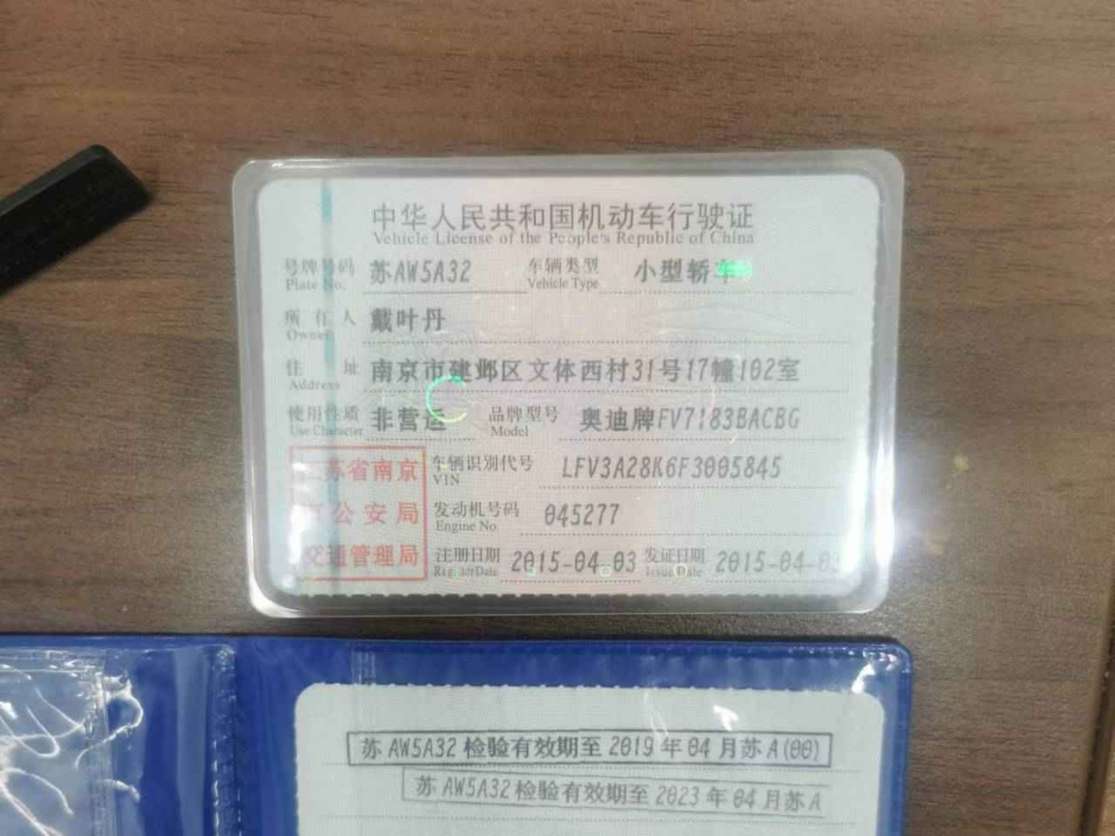 中华人民共和国机动车行驶证
Vehicle License of the People's Republic of China
号牌号码 苏AW5A32 车辆类型 小型轿车
Plate No. Vehicle Type
所有人 戴叶丹
Owner
住址 南京市建邺区文体西村31号17幢102室
Address
使用性质 非营运 品牌型号 奥迪牌FV7183BACBG
Use Character Model
江苏省南京 车辆识别代号 LFV3A28K6F3005845
VIN
市公安局 发动机号码 045277
Engine No.
交通管理局 注册日期 2015-04-03 发证日期 2015-04-03
Register Date Issue Date
苏AW5A32检验有效期至2019年04月苏A(00)
苏AW5A32检验有效期至2023年04月苏A